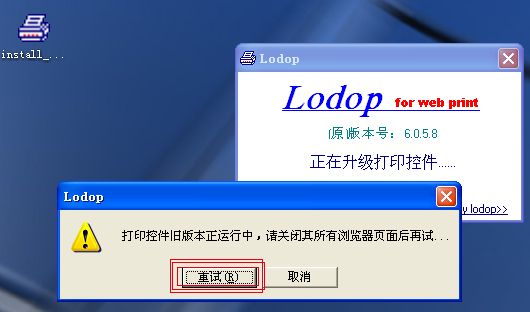 install_...
Lodop
Lodop for web print
(原)版本号：6.0.5.8
正在升级打印控件......
y lodop>>
Lodop
打印控件旧版本正运行中，请关闭其所有浏览器页面后再试...
重试(R)
取消